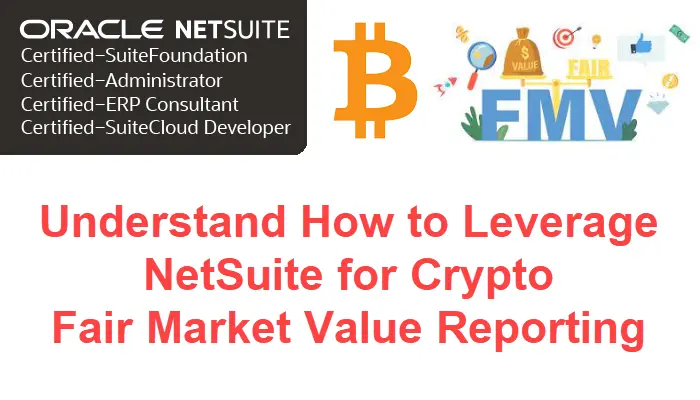 ORACLE NETSUITE
Certified-SuiteFoundation
Certified-Administrator
Certified-ERP Consultant
Certified-SuiteCloud Developer
$
VALUE
FAIR
FMV
Understand How to Leverage
NetSuite for Crypto
Fair Market Value Reporting